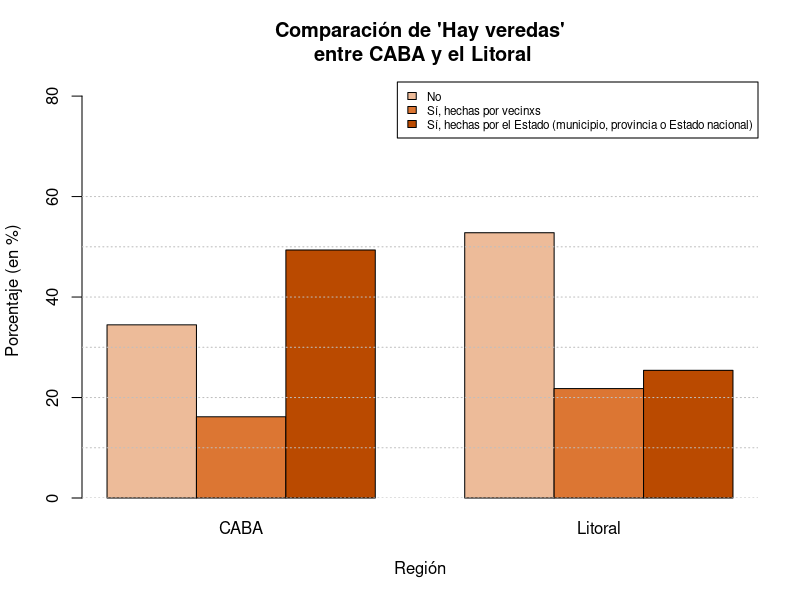 Comparación de 'Hay veredas'
entre CABA y el Litoral
No
Sí, hechas por vecinxs
Sí, hechas por el Estado (municipio, provincia o Estado nacional)
Porcentaje (en %)
80
60
40
20
0
CABA
Litoral
Región